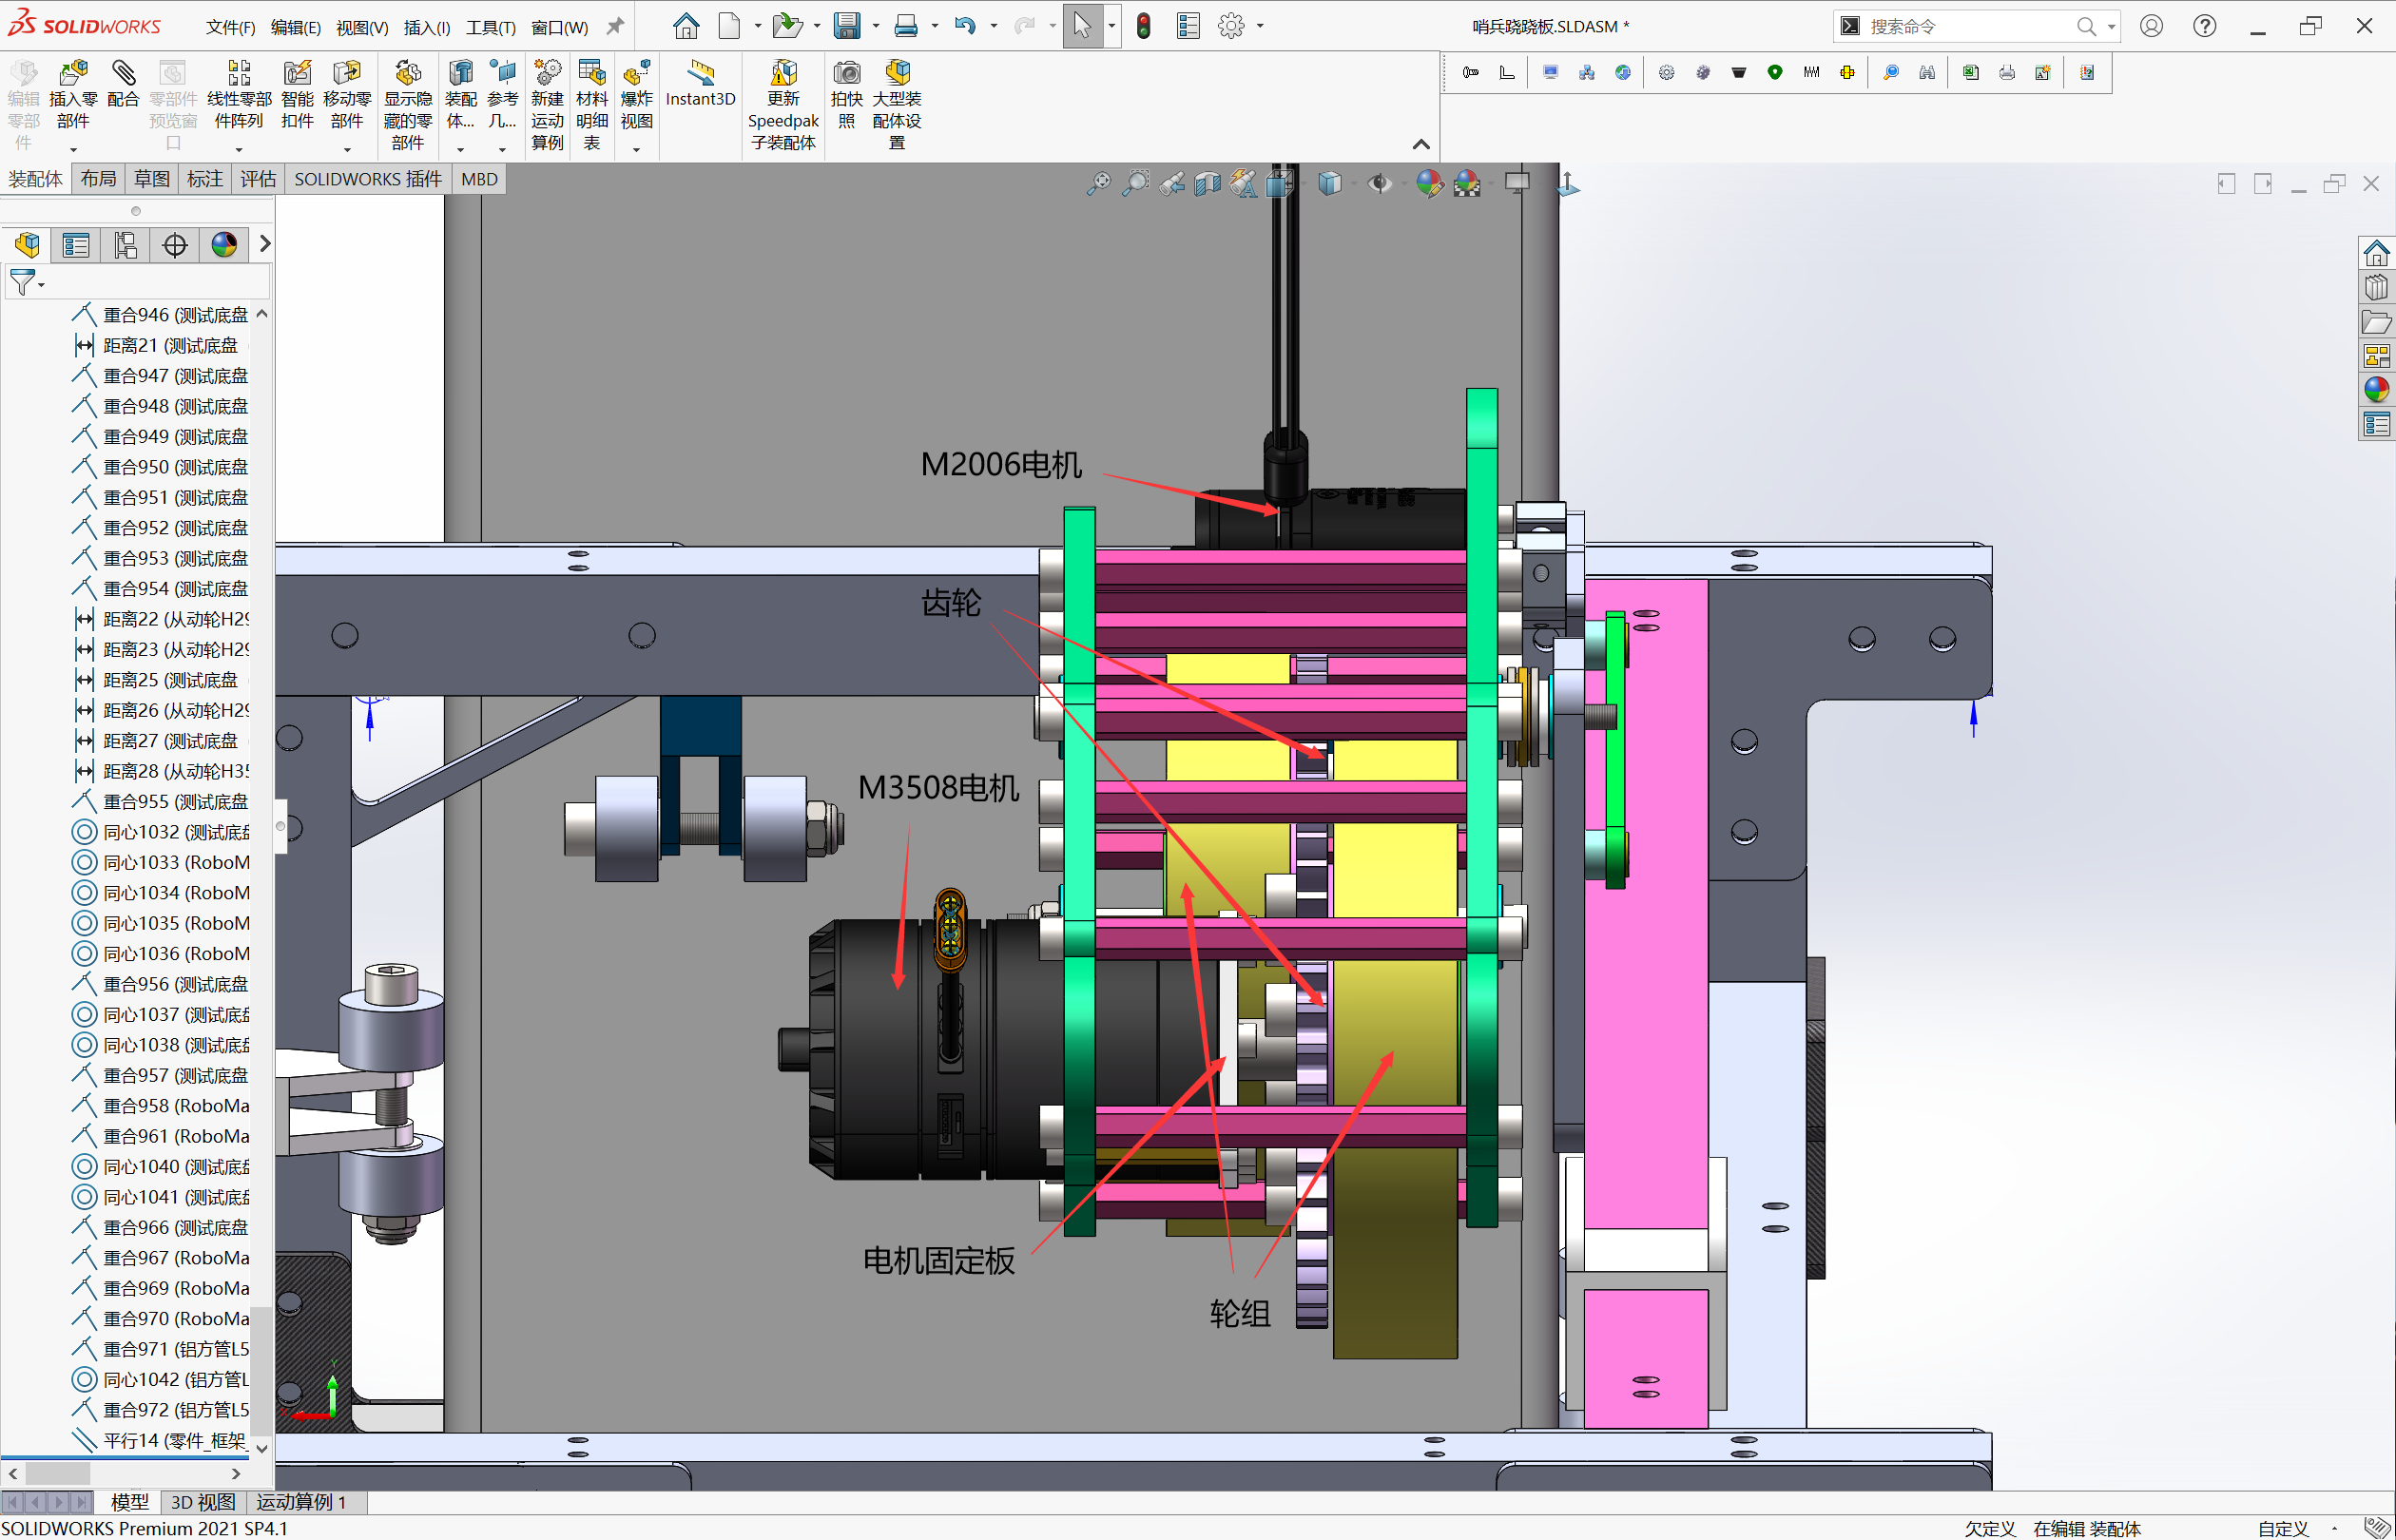 SOLIDWORKS
文件(F) 编辑(E) 视图(V) 插入(I) 工具(T) 窗口(W)
哨兵跷跷板.SLDASM *
搜索命令
编辑零部件
插入零部件
配合
零部件预览窗口
线性零部件阵列
智能扣件
移动零部件
显示隐藏的零部件
装配体...
参考几...
新建运动算例
材料明细表
爆炸视图
Instant3D
更新Speedpak子装配体
拍快照
大型装配体设置
装配体 布局 草图 标注 评估 SOLIDWORKS 插件 MBD
重合946 (测试底盘
距离21 (测试底盘
重合947 (测试底盘
重合948 (测试底盘
重合949 (测试底盘
重合950 (测试底盘
重合951 (测试底盘
重合952 (测试底盘
重合953 (测试底盘
重合954 (测试底盘
距离22 (从动轮H29
距离23 (从动轮H29
距离25 (测试底盘
距离26 (从动轮H29
距离27 (测试底盘
距离28 (从动轮H35
重合955 (测试底盘
同心1032 (测试底盘
同心1033 (RoboM
同心1034 (RoboM
同心1035 (RoboM
同心1036 (RoboM
重合956 (测试底盘
同心1037 (测试底盘
同心1038 (测试底盘
重合957 (测试底盘
重合958 (RoboMa
重合961 (RoboMa
同心1040 (测试底盘
同心1041 (测试底盘
重合966 (测试底盘
重合967 (RoboMa
重合969 (RoboMa
重合970 (RoboMa
重合971 (铝方管L5
同心1042 (铝方管L
重合972 (铝方管L5
平行14 (零件_框架_
M2006电机
齿轮
M3508电机
电机固定板
轮组
Y
模型 3D 视图 运动算例 1
SOLIDWORKS Premium 2021 SP4.1
欠定义 在编辑 装配体 自定义